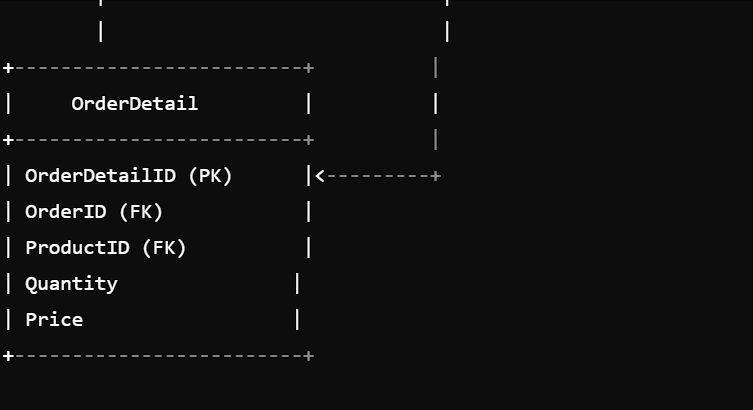 |                             |
        |                             |
+-------------------------+          |
|     OrderDetail         |          |
+-------------------------+          |
| OrderDetailID (PK)      |<---------+
| OrderID (FK)            |
| ProductID (FK)          |
| Quantity               |
| Price                  |
+-------------------------+